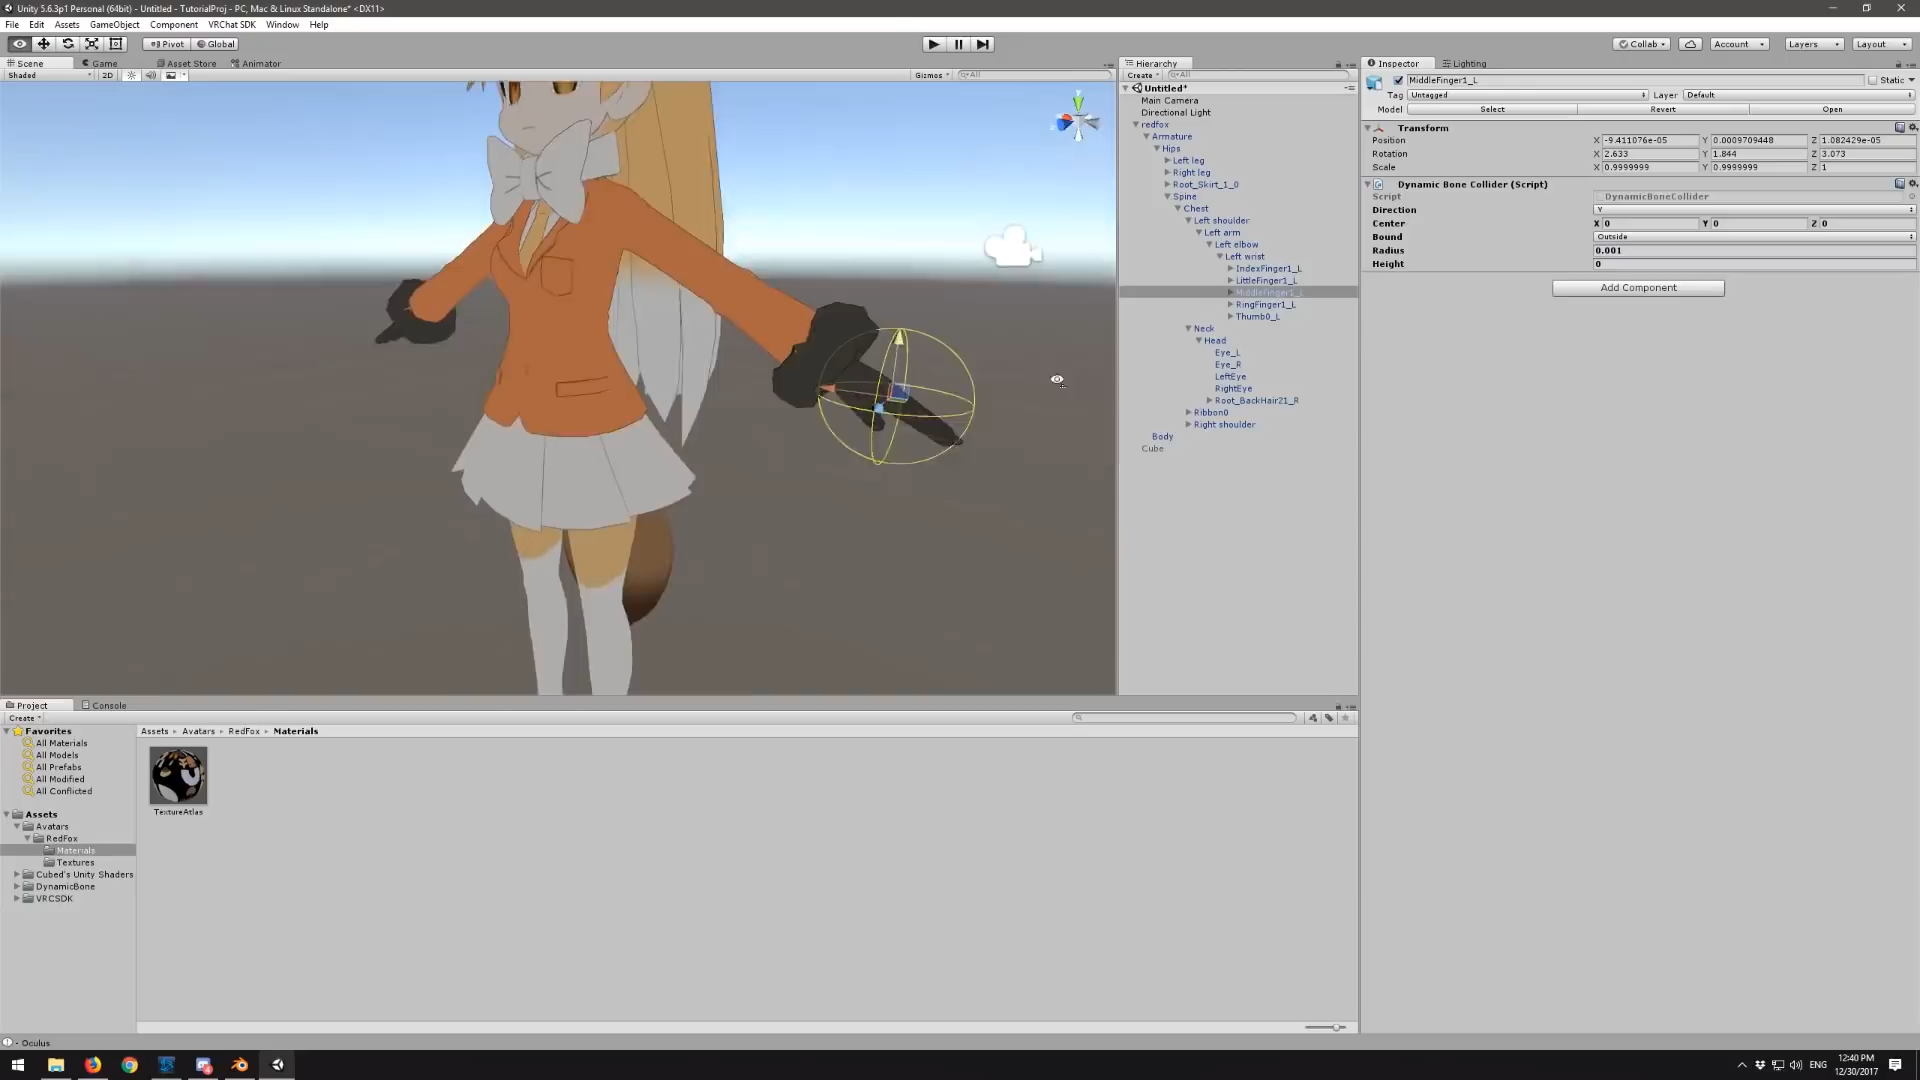 Unity 5.6.3p1 Personal (64bit) - Untitled - TutorialProj - PC, Mac & Linux Standalone* <DX11>
File Edit Assets GameObject Component VRChat SDK Window Help
Pivot Global Collab Account Layers Layout
Scene Game Asset Store Animator
Shaded 2D Gizmos All
Hierarchy
Create All
Untitled*
Main Camera
Directional Light
redfox
Armature
Hips
Left leg
Right leg
Root_Skirt_1_0
Spine
Chest
Left shoulder
Left arm
Left elbow
Left wrist
IndexFinger1_L
LittleFinger1_L
MiddleFinger1_L
RingFinger1_L
Thumb0_L
Neck
Head
Eye_L
Eye_R
LeftEye
RightEye
Root_BackHair21_R
Ribbon0
Right shoulder
Body
Cube
Inspector Lighting
MiddleFinger1_L Static
Tag Untagged Layer Default
Model Select Revert Open
Transform
Position X -9.411076e-05 Y 0.0009709448 Z 1.082429e-05
Rotation X 2.633 Y 1.844 Z 3.073
Scale X 0.9999999 Y 0.9999999 Z 1
Dynamic Bone Collider (Script)
Script DynamicBoneCollider
Direction Y
Center X 0 Y 0 Z 0
Bound Outside
Radius 0.001
Height 0
Add Component
Project Console
Create
Favorites
All Materials
All Models
All Prefabs
All Modified
All Conflicted
Assets
Avatars
RedFox
Materials
Textures
Cubed's Unity Shaders
DynamicBone
VRCSDK
Assets Avatars RedFox Materials
TextureAtlas
- Oculus
ENG
12:40 PM
12/30/2017